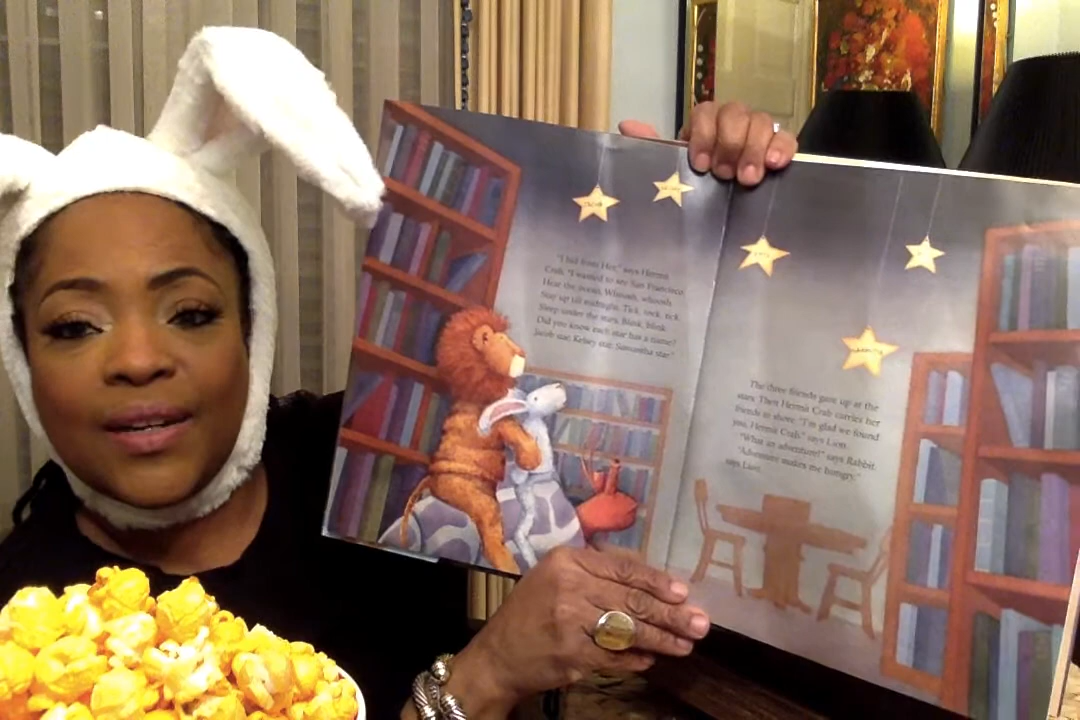 "I hid from Hez," says Hermit
Crab. "I wanted to see San Francisco.
Hear the ocean. Whoosh, whoosh.
Stay up till midnight. Tick, tock, tick.
Sleep under the stars. Blink, blink.
Did you know each star has a name?
Jacob star, Kelsey star, Samantha star."
The three friends gaze up at the
stars. Then Hermit Crab carries her
friends to shore. "I'm glad we found
you, Hermit Crab," says Lion.
"What an adventure!" says Rabbit.
"Adventure makes me hungry,"
says Lion.